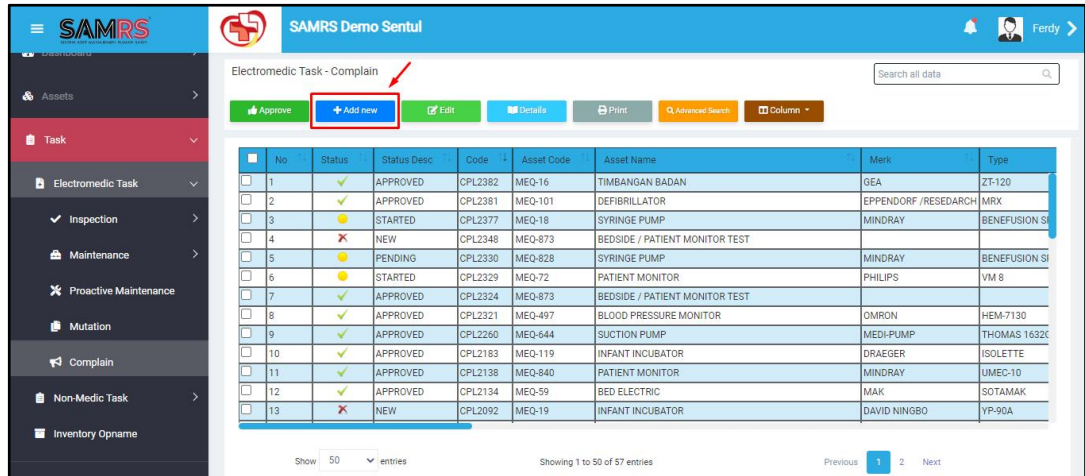 SAMRS
SAMRS Demo Sentul
Ferdy
Dashboard
Assets
Task
Electromedic Task
Inspection
Maintenance
Proactive Maintenance
Mutation
Complain
Non-Medic Task
Inventory Opname
Electromedic Task - Complain
Search all data
Approve
Add new
Edit
Details
Print
Advanced Search
Column
No Status Status Desc Code Asset Code Asset Name Merk Type
1 APPROVED CPL2382 MEQ-16 TIMBANGAN BADAN GEA ZT-120
2 APPROVED CPL2381 MEQ-101 DEFIBRILLATOR EPPENDORF /RESEDARCH MRX
3 STARTED CPL2377 MEQ-18 SYRINGE PUMP MINDRAY BENEFUSION
4 NEW CPL2348 MEQ-873 BEDSIDE / PATIENT MONITOR TEST
5 PENDING CPL2330 MEQ-828 SYRINGE PUMP MINDRAY BENEFUSION
6 STARTED CPL2329 MEQ-72 PATIENT MONITOR PHILIPS VM 8
7 APPROVED CPL2324 MEQ-873 BEDSIDE / PATIENT MONITOR TEST
8 APPROVED CPL2321 MEQ-497 BLOOD PRESSURE MONITOR OMRON HEM-7130
9 APPROVED CPL2260 MEQ-644 SUCTION PUMP MEDI-PUMP THOMAS
10 APPROVED CPL2183 MEQ-119 INFANT INCUBATOR DRAEGER ISOLETTE
11 APPROVED CPL2138 MEQ-840 PATIENT MONITOR MINDRAY UMEC-10
12 APPROVED CPL2134 MEQ-59 BED ELECTRIC MAK SOTAMAK
13 NEW CPL2092 MEQ-19 INFANT INCUBATOR DAVID NINGBO YP-90A
Show 50 entries
Showing 1 to 50 of 57 entries
Previous 1 2 Next